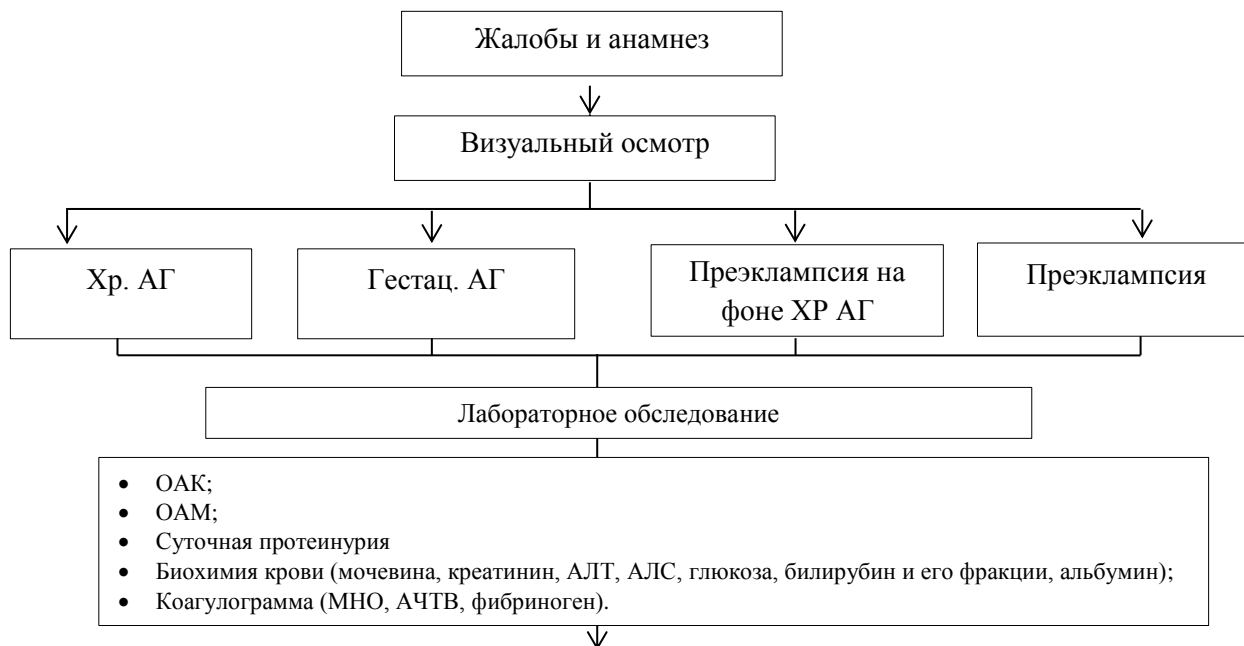 Жалобы и анамнез
Визуальный осмотр
Хр. АГ
Гестац. АГ
Преэклампсия на
фоне ХР АГ
Преэклампсия
Лабораторное обследование
• ОАК;
• ОАМ;
• Суточная протеинурия
• Биохимия крови (мочевина, креатинин, АЛТ, АЛС, глюкоза, билирубин и его фракции, альбумин);
• Коагулограмма (МНО, АЧТВ, фибриноген).